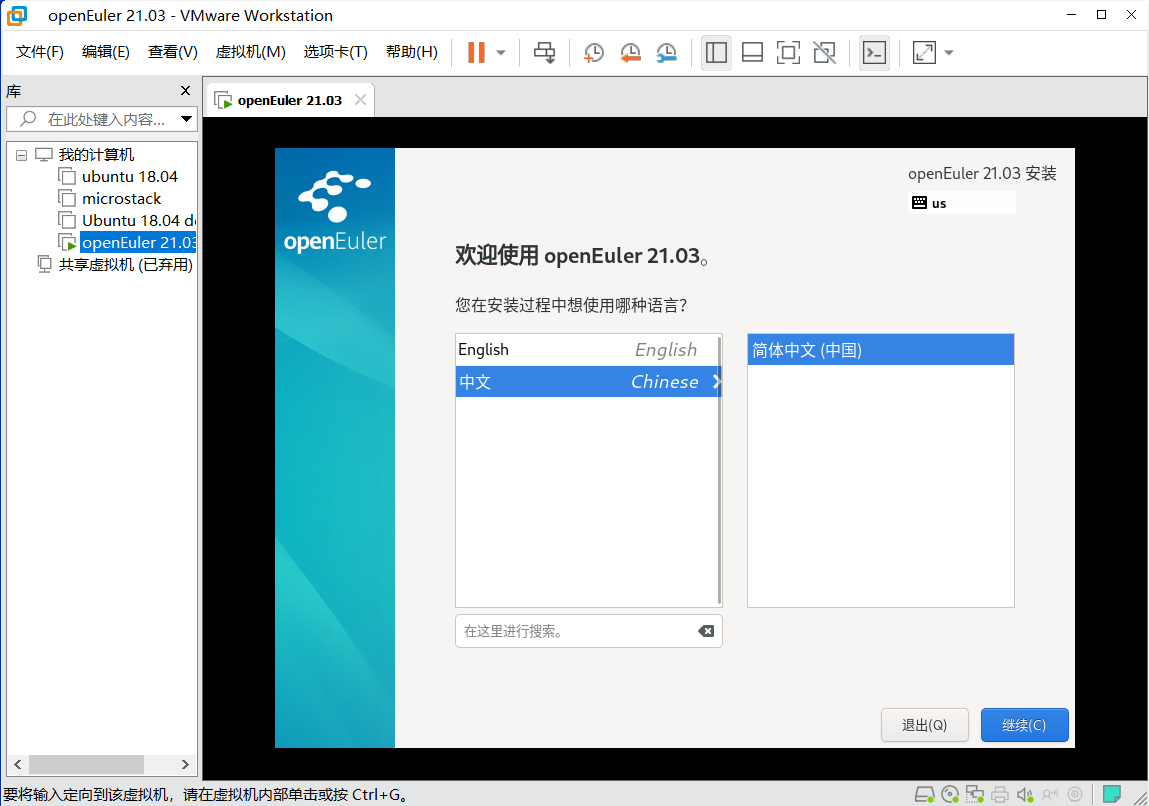 openEuler 21.03 - VMware Workstation
文件(F) 编辑(E) 查看(V) 虚拟机(M) 选项卡(T) 帮助(H)
库
在此处键入内容...
我的计算机
ubuntu 18.04
microstack
Ubuntu 18.04 de
openEuler 21.03
共享虚拟机 (已弃用)
openEuler 21.03
openEuler
openEuler 21.03 安装
us
欢迎使用 openEuler 21.03。
您在安装过程中想使用哪种语言?
English English
中文 Chinese
简体中文 (中国)
在这里进行搜索。
退出(Q) 继续(C)
要将输入定向到该虚拟机，请在虚拟机内部单击或按 Ctrl+G。